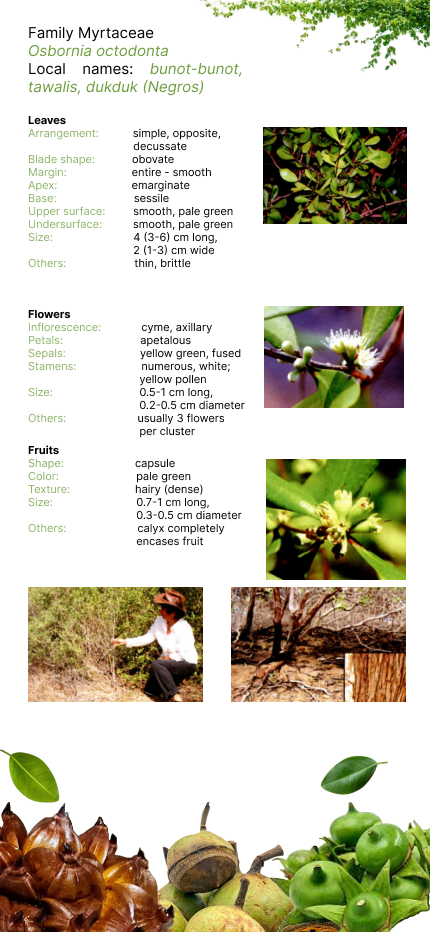 Family Myrtaceae
Osbornia octodonta
Local names: bunot-bunot,
tawalis, dukduk (Negros)
Leaves
Arrangement: simple, opposite,
decussate
Blade shape: obovate
Margin: entire - smooth
Apex: emarginate
Base: sessile
Upper surface: smooth, pale green
Undersurface: smooth, pale green
Size: 4 (3-6) cm long,
2 (1-3) cm wide
Others: thin, brittle
Flowers
Inflorescence: cyme, axillary
Petals: apetalous
Sepals: yellow green, fused
Stamens: numerous, white;
yellow pollen
Size: 0.5-1 cm long,
0.2-0.5 cm diameter
Others: usually 3 flowers
per cluster
Fruits
Shape: capsule
Color: pale green
Texture: hairy (dense)
Size: 0.7-1 cm long,
0.3-0.5 cm diameter
Others: calyx completely
encases fruit